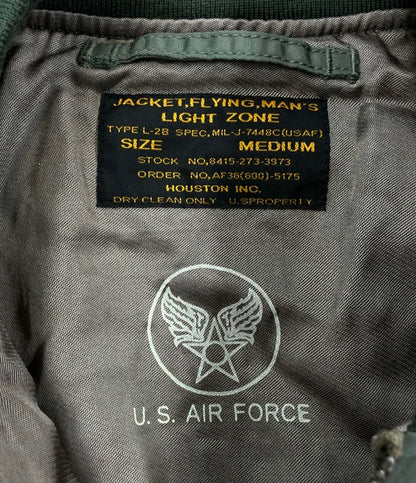 JACKET,FLYING,MAN'S
LIGHT ZONE
TYPE L-2B SPEC,MIL-J-7448C(USAF)
SIZE MEDIUM
STOCK NO,8415-273-3973
ORDER NO,AF36(600)-5175
HOUSTON INC.
DRY CLEAN ONLY U.S.PROPERTY
U.S. AIR FORCE